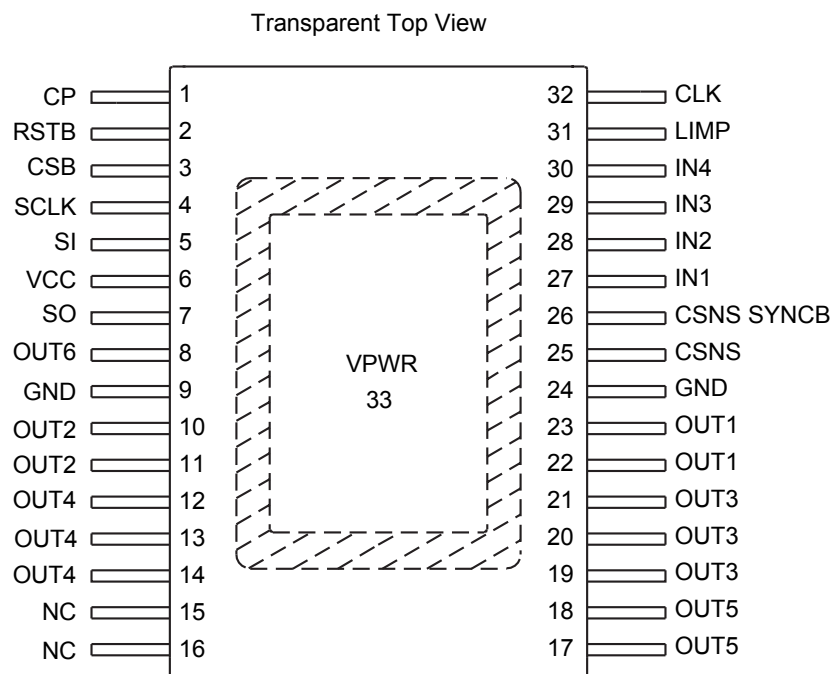 Transparent Top View
CP 1 32 CLK
RSTB 2 31 LIMP
CSB 3 30 IN4
SCLK 4 29 IN3
SI 5 28 IN2
VCC 6 27 IN1
SO 7 26 CSNS SYNCB
OUT6 8 25 CSNS
GND 9 24 GND
VPWR
33
OUT2 10 23 OUT1
OUT2 11 22 OUT1
OUT4 12 21 OUT3
OUT4 13 20 OUT3
OUT4 14 19 OUT3
NC 15 18 OUT5
NC 16 17 OUT5